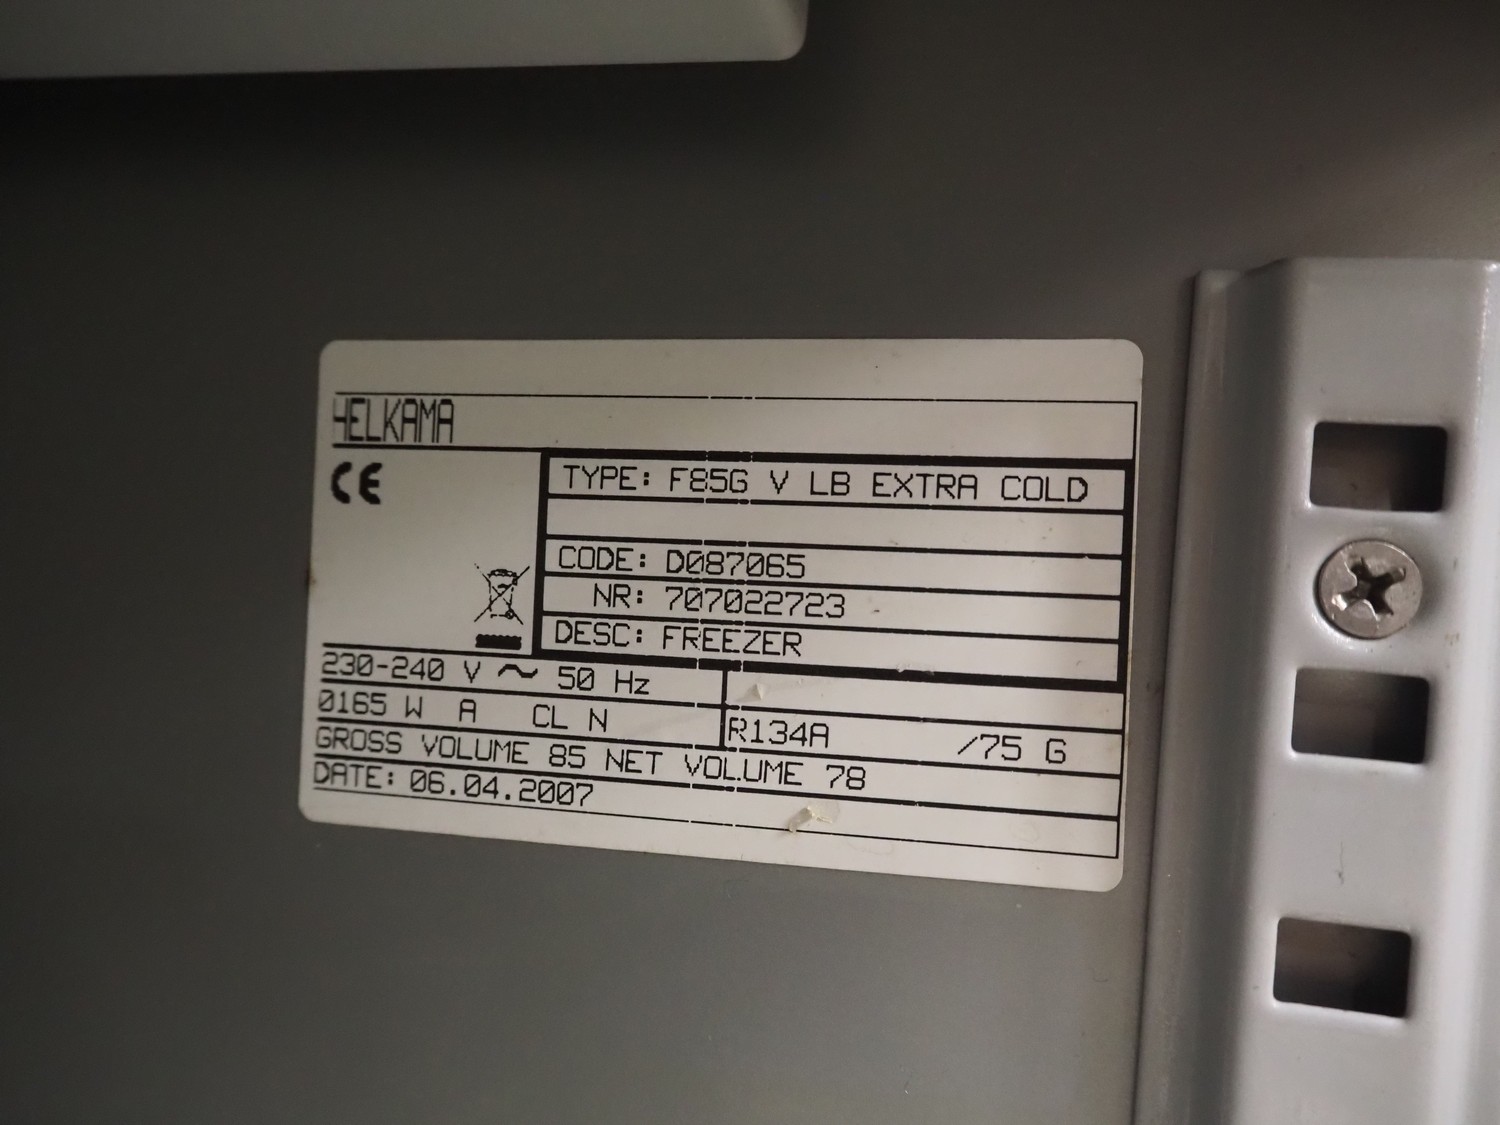 HELKAMA
CE
TYPE: F85G V LB EXTRA COLD
CODE: D087065
NR: 707022723
DESC: FREEZER
230-240 V ~ 50 Hz
0165 W A CL N
R134A /75 G
GROSS VOLUME 85 NET VOLUME 78
DATE: 06.04.2007